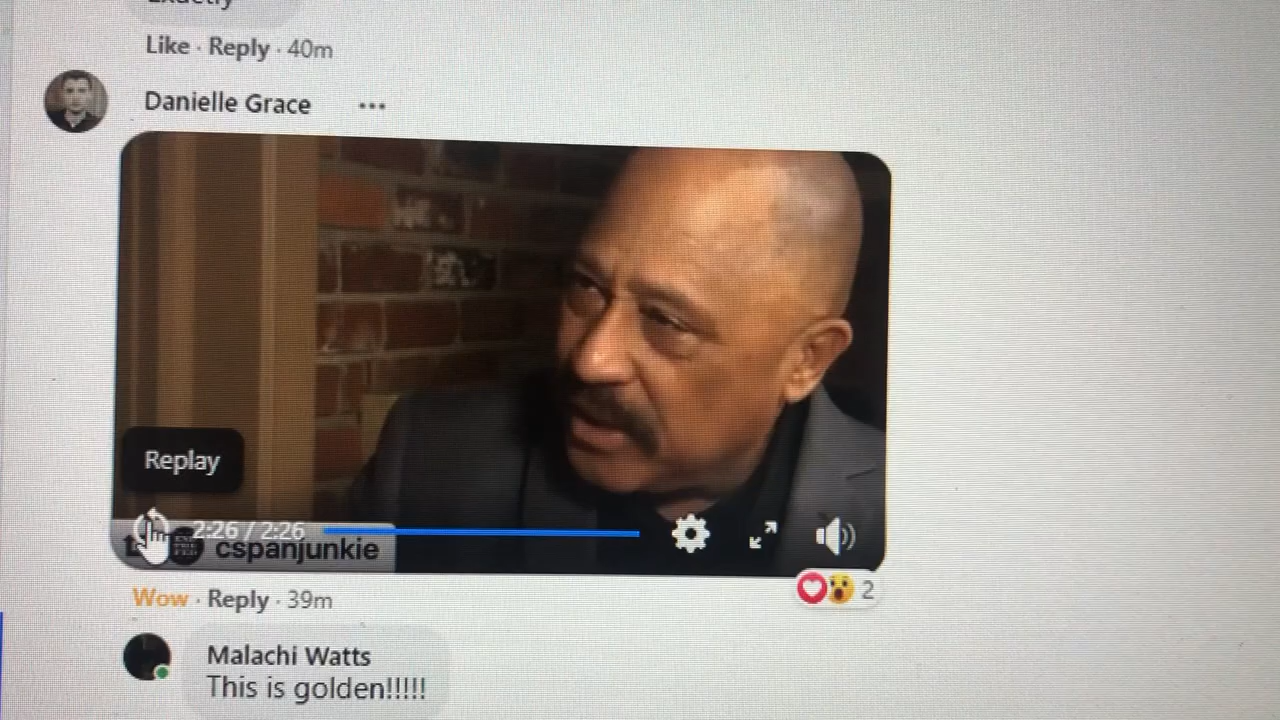 Exactly
Like · Reply · 40m
Danielle Grace ...
Replay
2:26 / 2:26
cspanjunkie
2
Wow · Reply · 39m
Malachi Watts
This is golden!!!!!